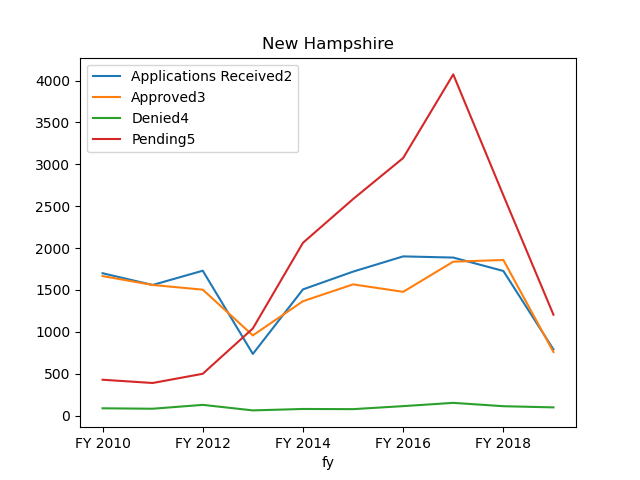 New Hampshire
Applications Received2
Approved3
Denied4
Pending5
4000
3500
3000
2500
2000
1500
1000
500
0
FY 2010 FY 2012 FY 2014 FY 2016 FY 2018
fy